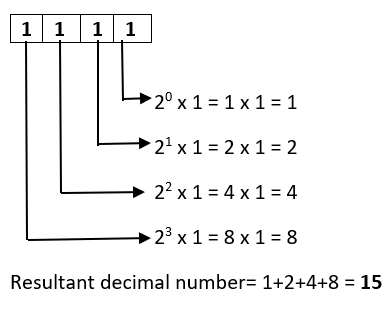 1 1 1 1
2⁰ x 1 = 1 x 1 = 1
2¹ x 1 = 2 x 1 = 2
2² x 1 = 4 x 1 = 4
2³ x 1 = 8 x 1 = 8
Resultant decimal number= 1+2+4+8 = 15